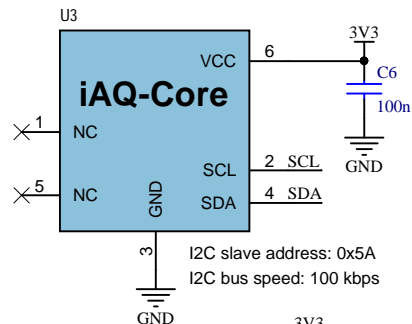 U3
3V3
VCC
6
C6
iAQ-Core
100n
1
NC
GND
SCL
2
SCL
5
NC
SDA
4
SDA
GND
3
I2C slave address: 0x5A
I2C bus speed: 100 kbps
GND
3V3